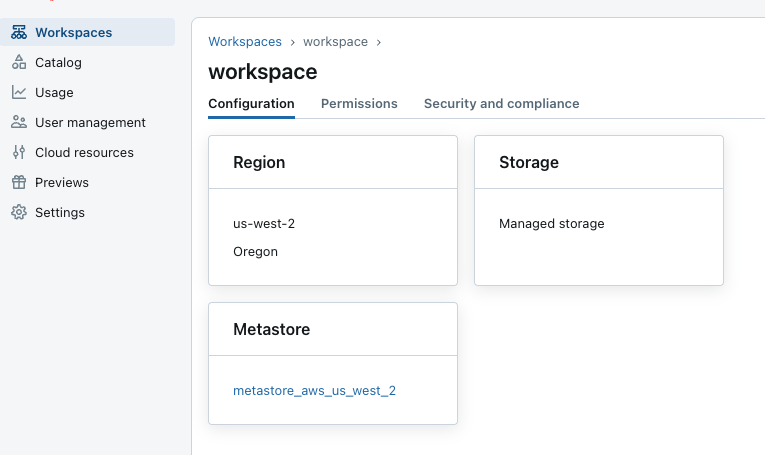 Workspaces
Catalog
Usage
User management
Cloud resources
Previews
Settings
Workspaces › workspace ›
workspace
Configuration Permissions Security and compliance
Region
us-west-2
Oregon
Storage
Managed storage
Metastore
metastore_aws_us_west_2